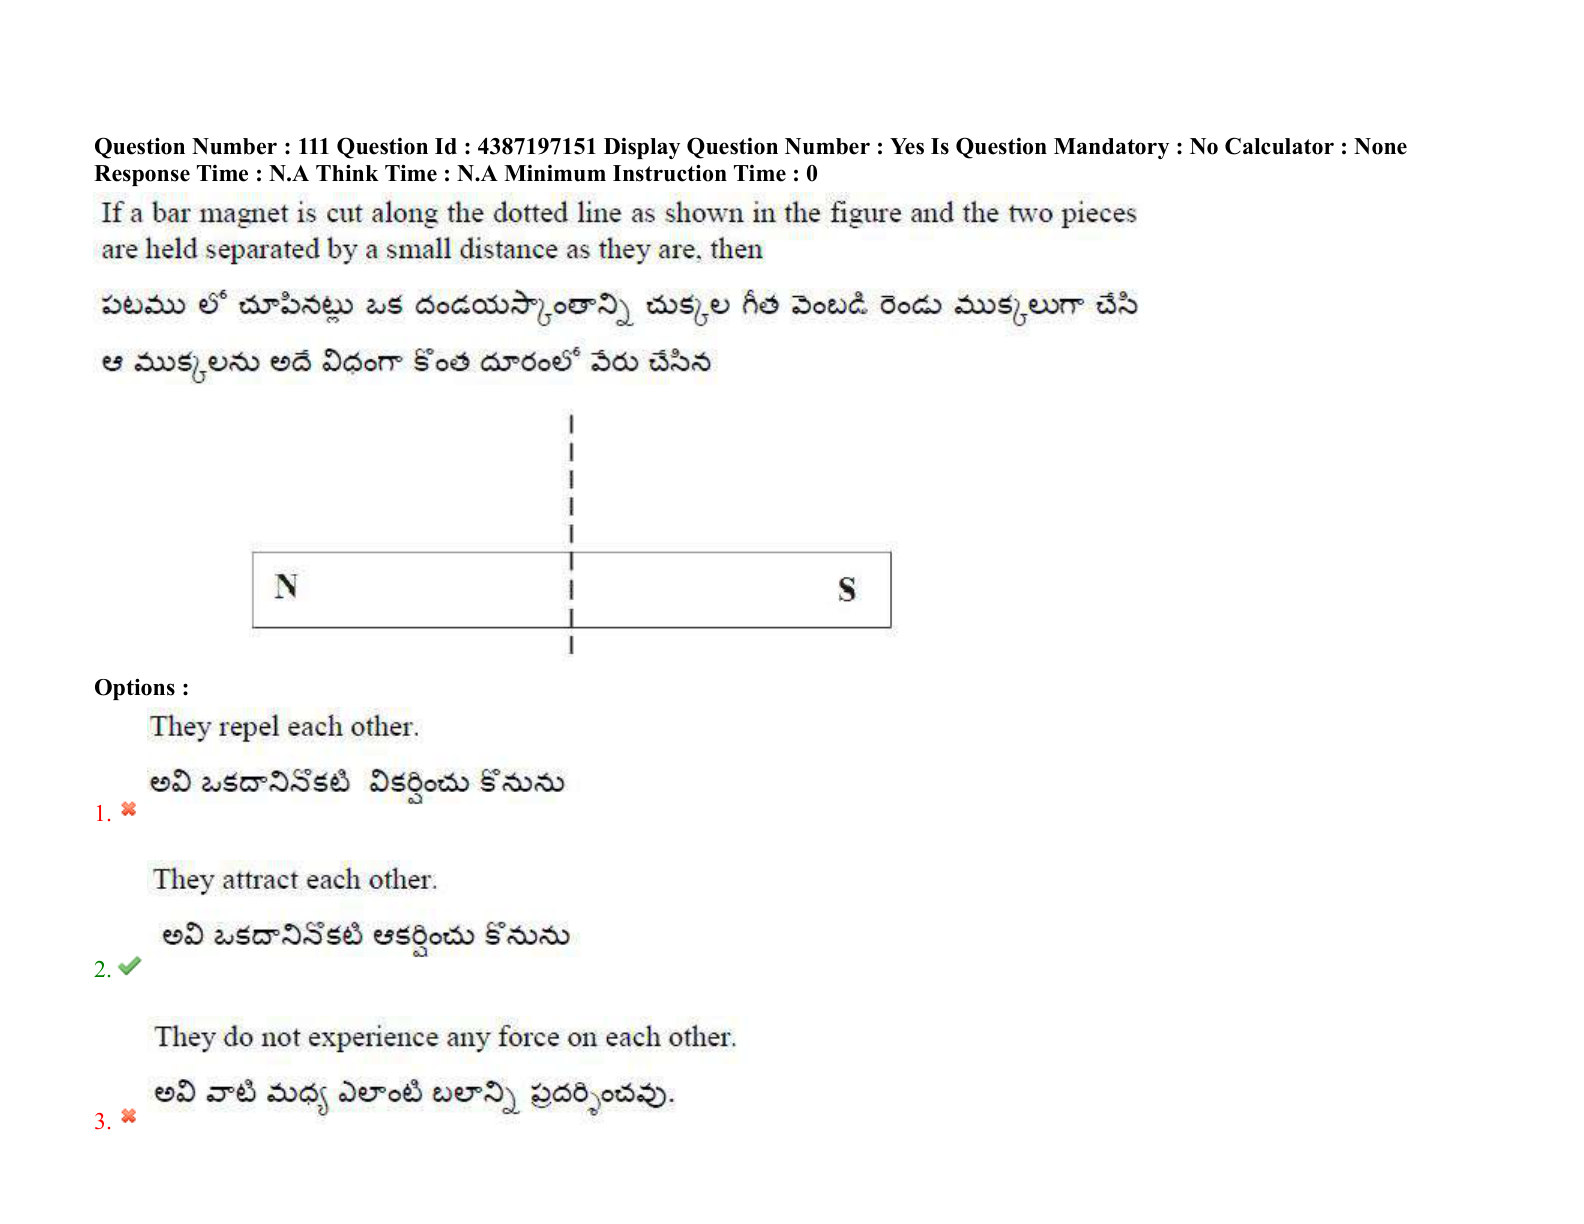 Question Number : 111 Question Id : 4387197151 Display Question Number : Yes Is Question Mandatory : No Calculator : None
Response Time : N.A Think Time : N.A Minimum Instruction Time : 0
If a bar magnet is cut along the dotted line as shown in the figure and the two pieces
are held separated by a small distance as they are, then
పటము లో చూపినట్లు ఒక దండయస్కాంతాన్ని చుక్కల గీత వెంబడి రెండు ముక్కలుగా చేసి
ఆ ముక్కలను అదే విధంగా కొంత దూరంలో వేరు చేసిన
N S
Options :
They repel each other.
అవి ఒకదానినొకటి వికర్షించు కొనును
1.
They attract each other.
అవి ఒకదానినొకటి ఆకర్షించు కొనును
2.
They do not experience any force on each other.
అవి వాటి మధ్య ఎలాంటి బలాన్ని ప్రదర్శించవు.
3.